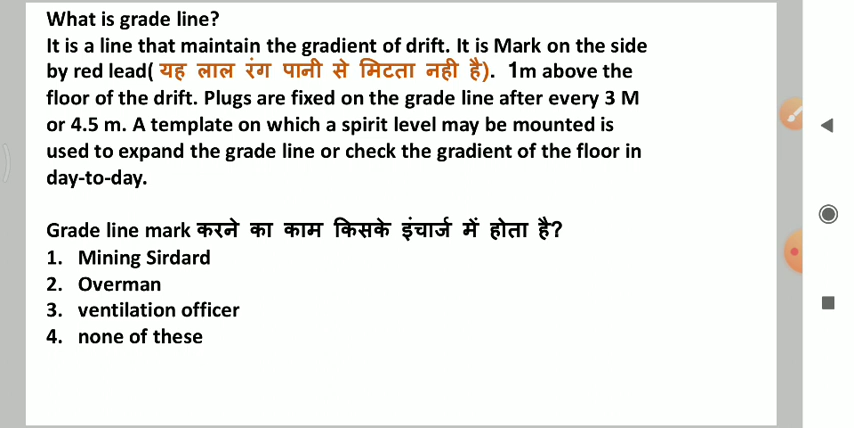 What is grade line?
It is a line that maintain the gradient of drift. It is Mark on the side
by red lead( यह लाल रंग पानी से मिटता नही है). 1m above the
floor of the drift. Plugs are fixed on the grade line after every 3 M
or 4.5 m. A template on which a spirit level may be mounted is
used to expand the grade line or check the gradient of the floor in
day-to-day.
Grade line mark करने का काम किसके इंचार्ज में होता है?
1. Mining Sirdard
2. Overman
3. ventilation officer
4. none of these